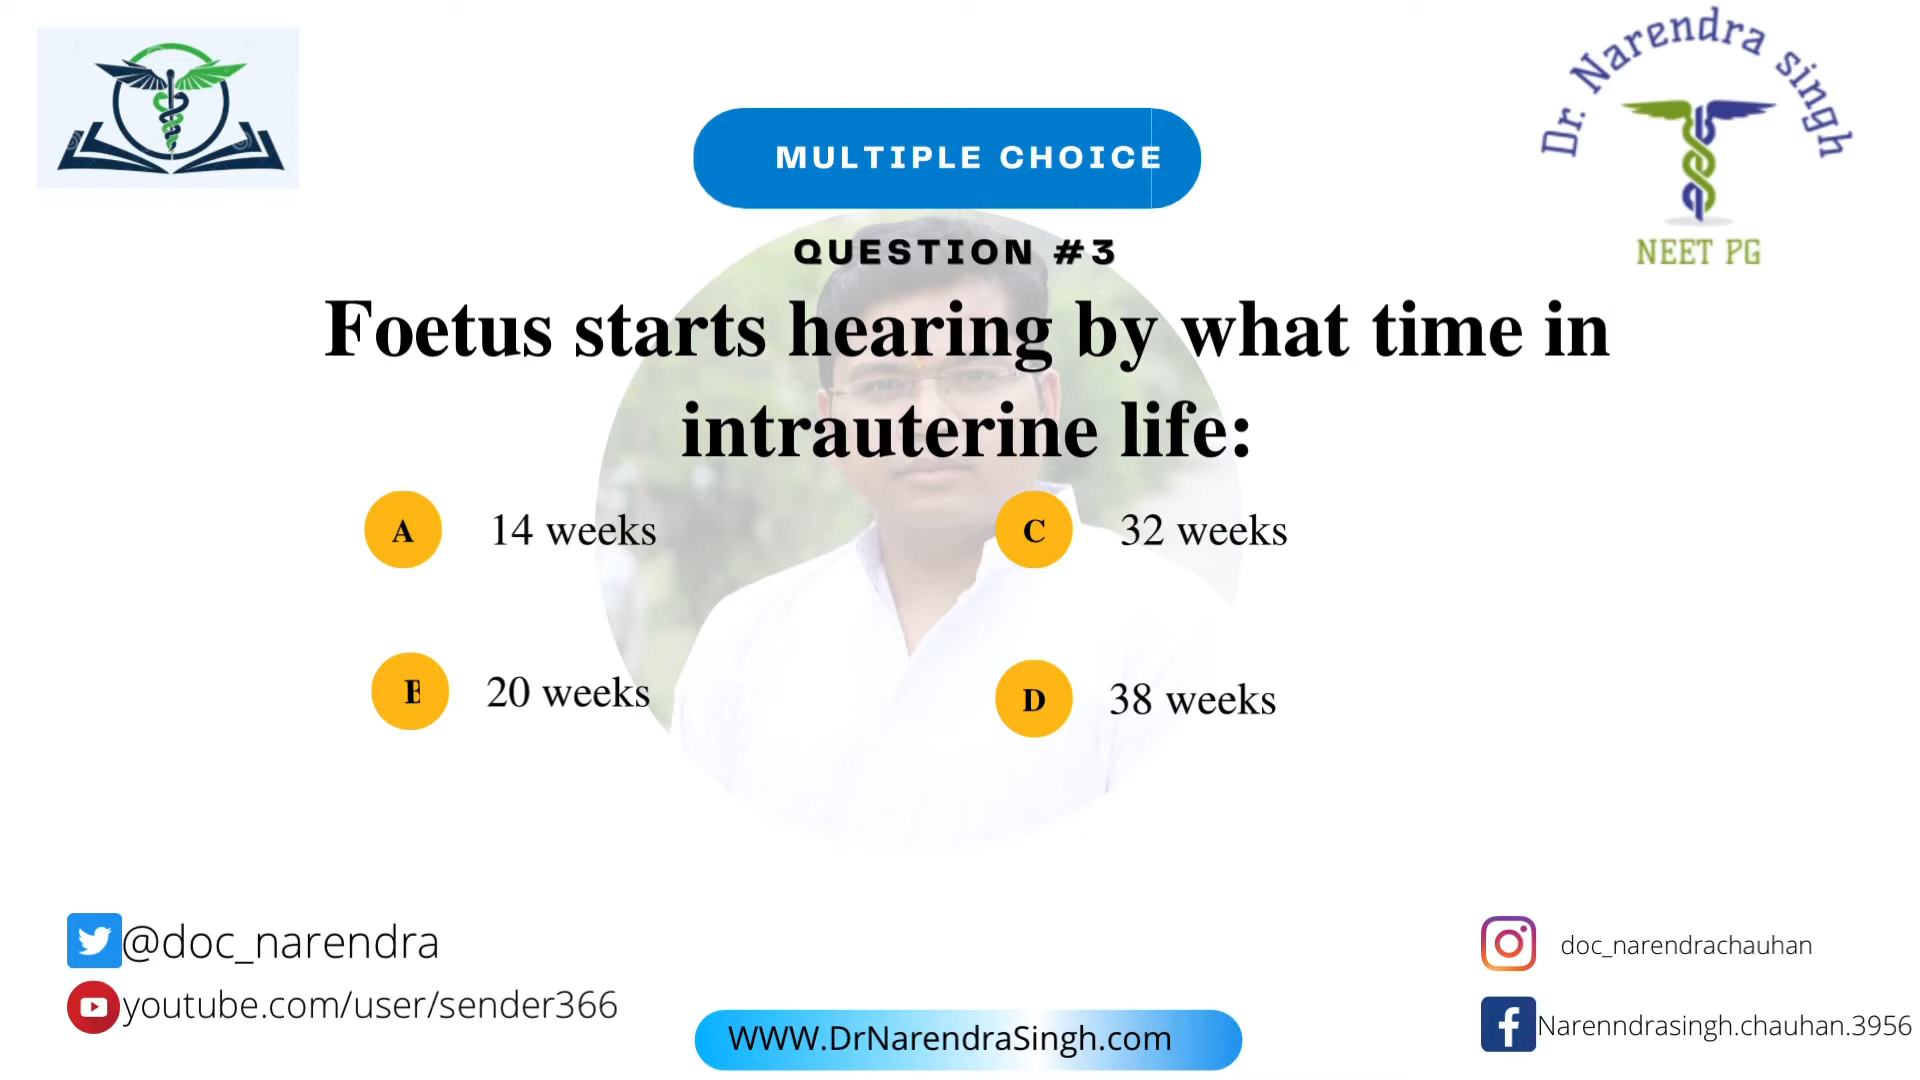 Dr. Narendra singh
NEET PG
MULTIPLE CHOICE
QUESTION #3
Foetus starts hearing by what time in
intrauterine life:
A 14 weeks
C 32 weeks
B 20 weeks
D 38 weeks
@doc_narendra
youtube.com/user/sender366
WWW.DrNarendraSingh.com
doc_narendrachauhan
Narenndrasingh.chauhan.3956